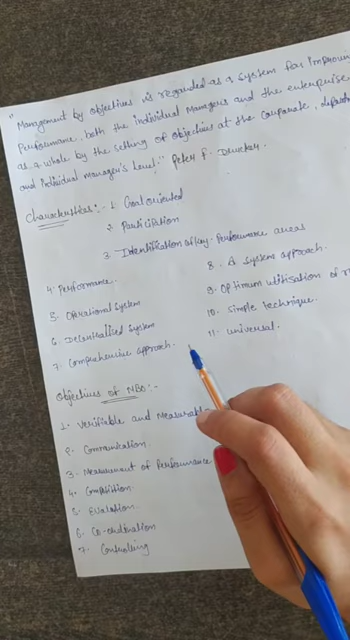 "Management by objectives is regarded as a system for improving
Performance, both the individual Managers and the enterprise
as a whole by the setting of objectives at the corporate,
and individual manager's level." Peter F. Drucker.
Characteristics:- 1. Goal oriented
2. Participation
3. Identification of key Performance areas
4. Performance.
5. Operational System
6. Decentralised System
7. Comprehensive approach.
8. A systems approach.
9. Optimum utilisation of
10. Simple technique.
11. universal.
Objectives of MBO:-
1. Verifiable and Measurable
2. Communication
3. Measurement of Performance
4. Competition
5. Evalation.
6. Co-ordination
7. Controlling